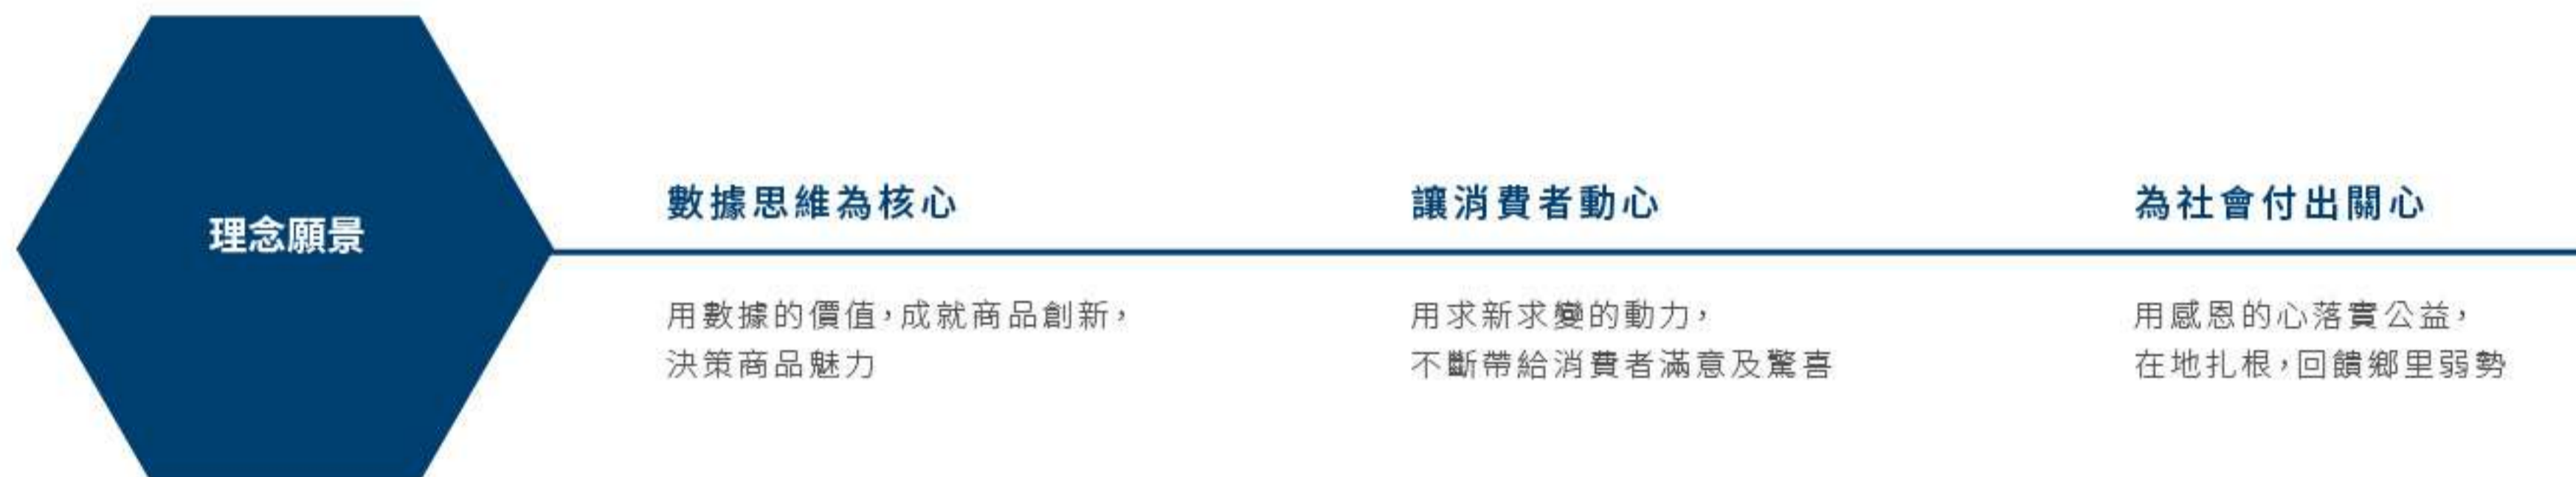 理念願景
數據思維為核心
用數據的價值,成就商品創新,
決策商品魅力
讓消費者動心
用求新求變的動力,
不斷帶給消費者滿意及驚喜
為社會付出關心
用感恩的心落實公益,
在地扎根,回饋鄉里弱勢